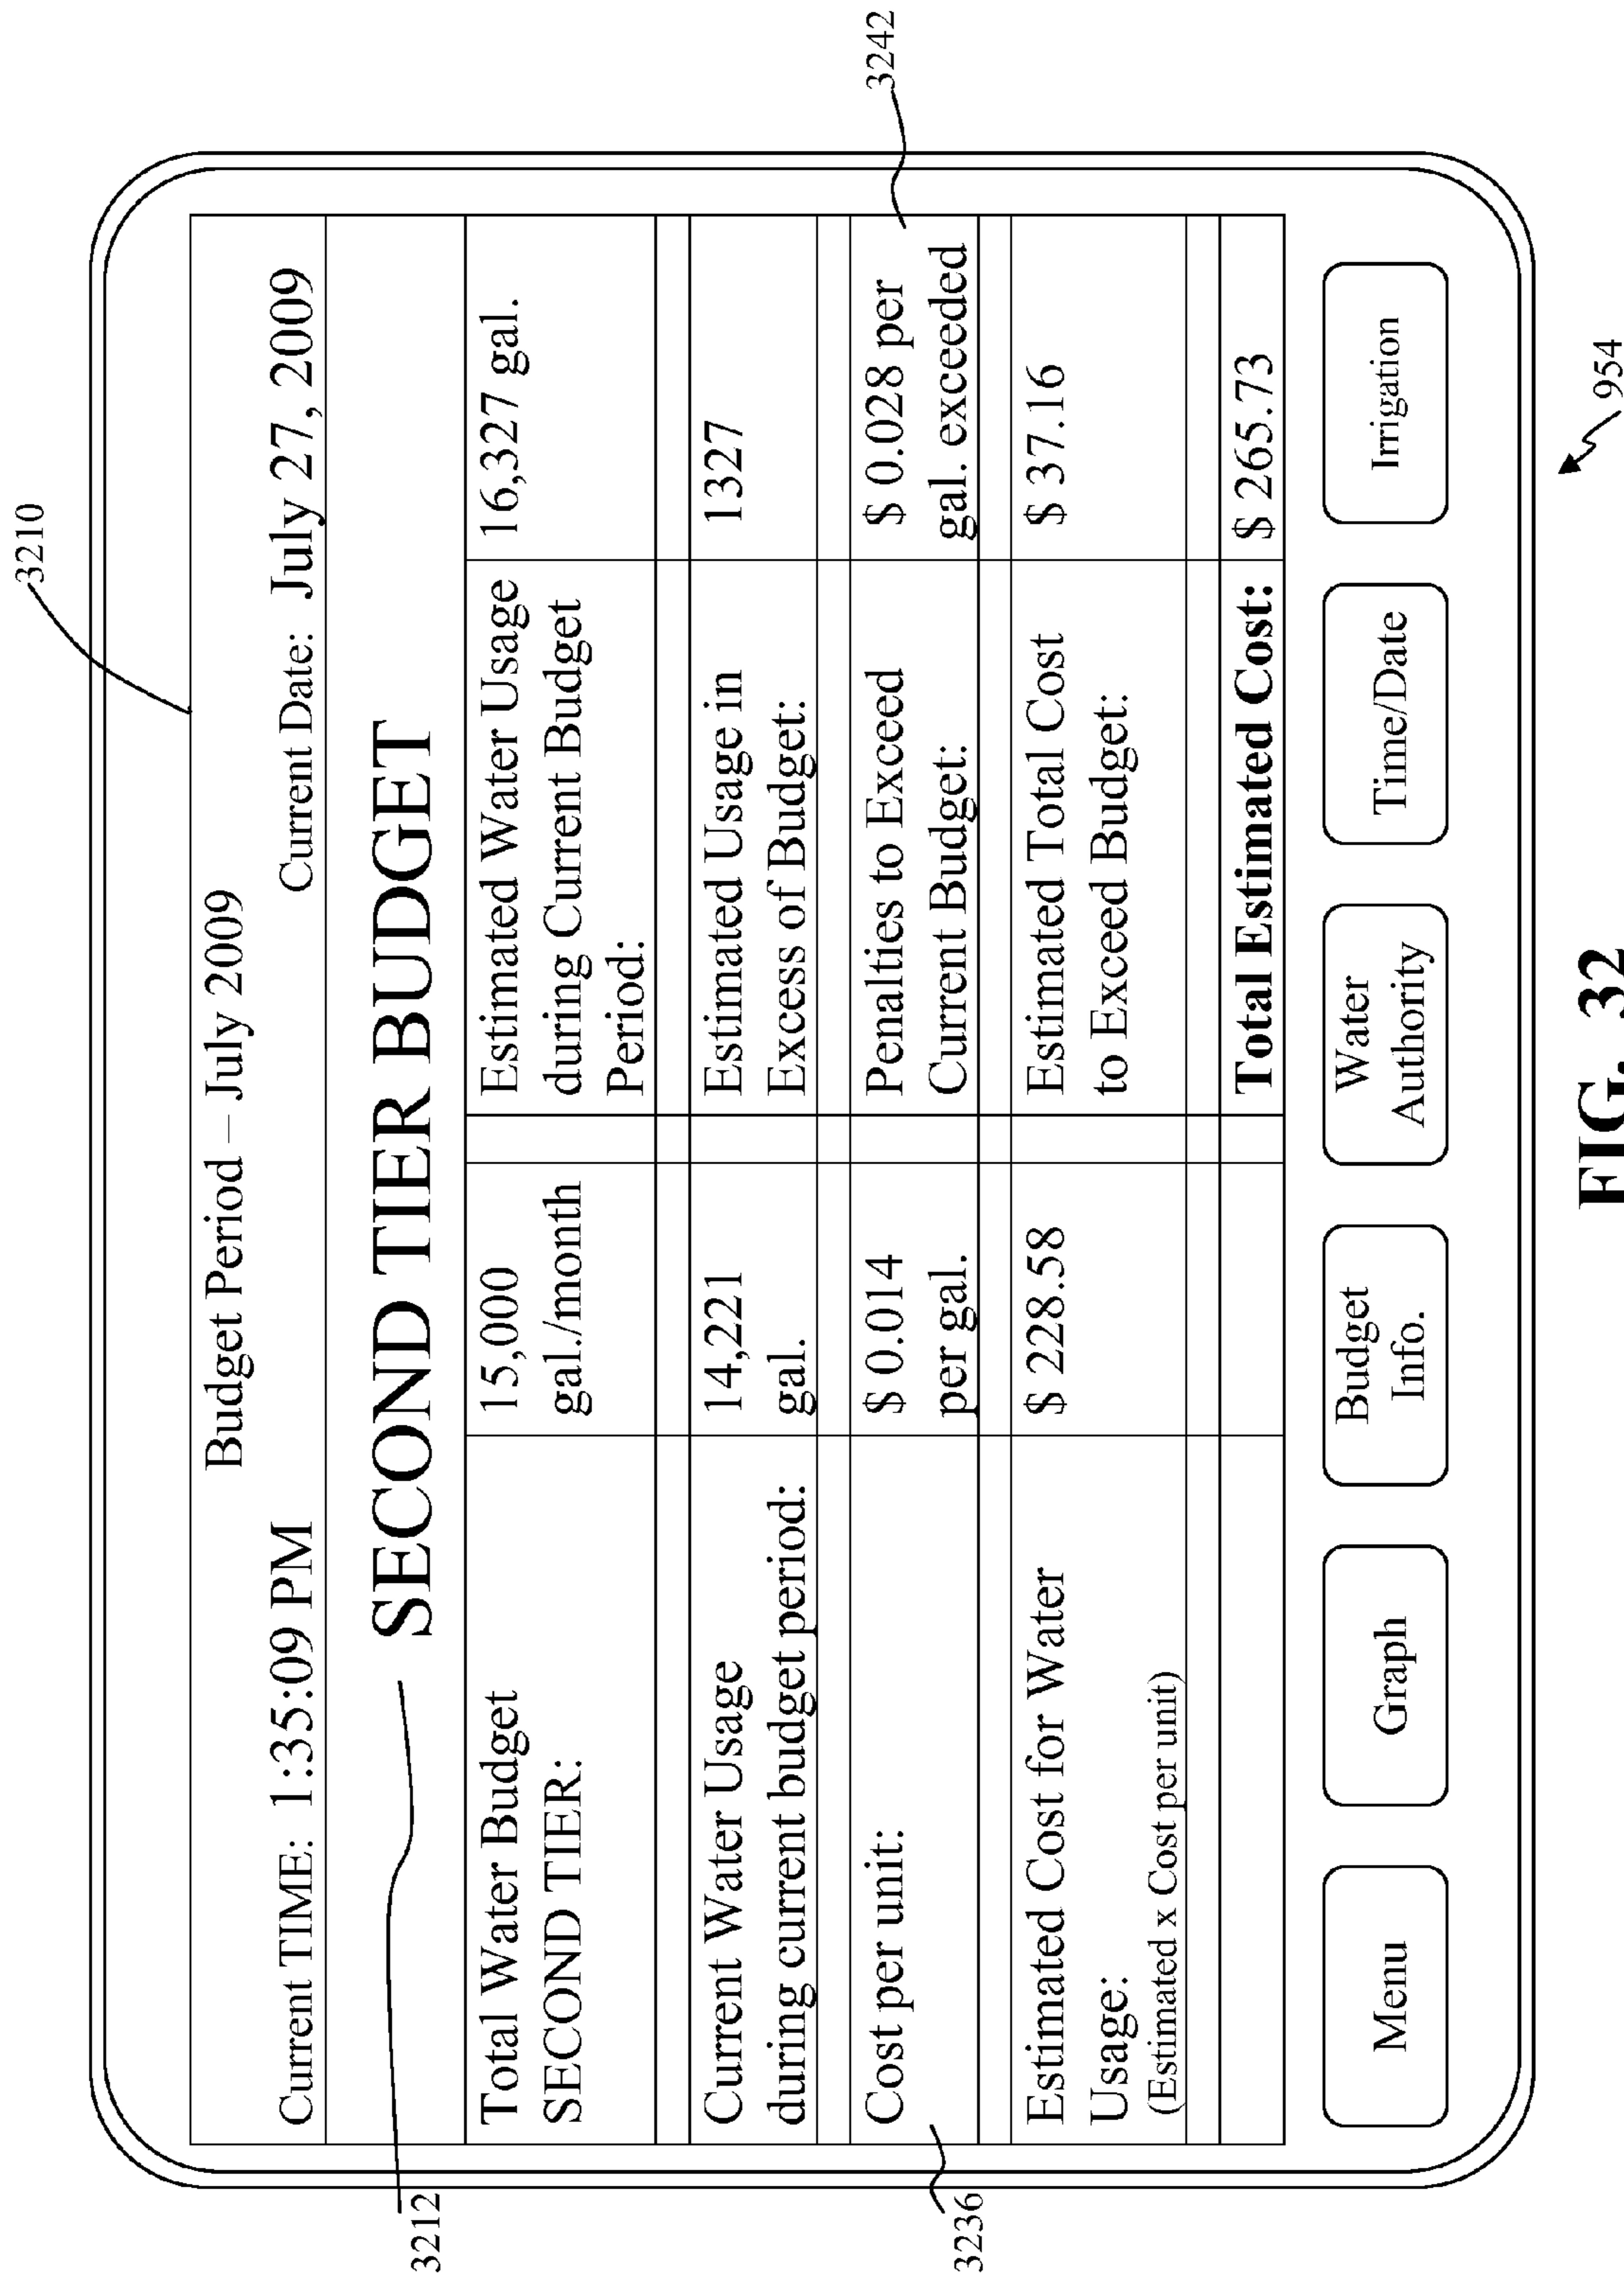 3210
Budget Period – July 2009
Current TIME: 1:35:09 PM
Current Date: July 27, 2009
3212
SECOND TIER BUDGET
Total Water Budget
SECOND TIER:
15,000
gal./month
Estimated Water Usage
during Current Budget
Period:
16,327 gal.
Current Water Usage
during current budget period:
14,221
gal.
Estimated Usage in
Excess of Budget:
1327
Cost per unit:
$ 0.014
per gal.
Penalties to Exceed
Current Budget:
$ 0.028 per
gal. exceeded
3242
3236
Estimated Cost for Water
Usage:
(Estimated x Cost per unit)
$ 228.58
Estimated Total Cost
to Exceed Budget:
$ 37.16
Total Estimated Cost:
$ 265.73
Menu
Graph
Budget
Info.
Water
Authority
Time/Date
Irrigation
954
FIG. 32